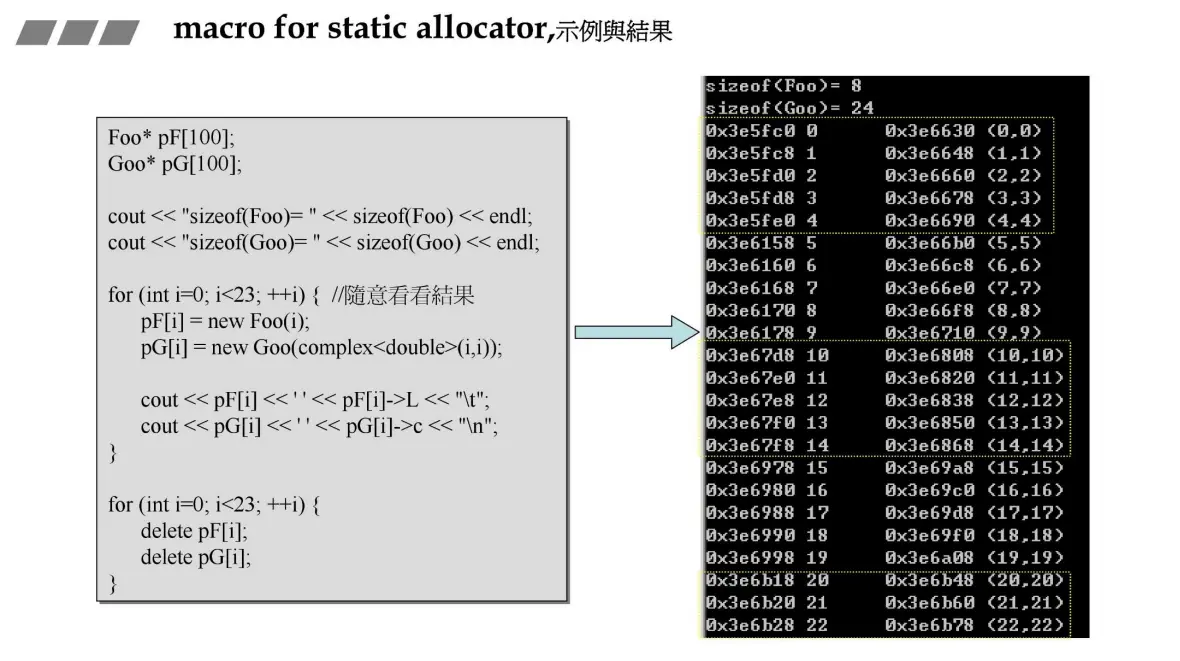 macro for static allocator,示例與結果
Foo* pF[100];
Goo* pG[100];
cout << "sizeof(Foo)= " << sizeof(Foo) << endl;
cout << "sizeof(Goo)= " << sizeof(Goo) << endl;
for (int i=0; i<23; ++i) { //隨意看看結果
pF[i] = new Foo(i);
pG[i] = new Goo(complex<double>(i,i));
cout << pF[i] << ' ' << pF[i]->L << "\t";
cout << pG[i] << ' ' << pG[i]->c << "\n";
}
for (int i=0; i<23; ++i) {
delete pF[i];
delete pG[i];
}
sizeof(Foo)= 8
sizeof(Goo)= 24
0x3e5fc0 0 0x3e6630 (0,0)
0x3e5fc8 1 0x3e6648 (1,1)
0x3e5fd0 2 0x3e6660 (2,2)
0x3e5fd8 3 0x3e6678 (3,3)
0x3e5fe0 4 0x3e6690 (4,4)
0x3e6158 5 0x3e66b0 (5,5)
0x3e6160 6 0x3e66c8 (6,6)
0x3e6168 7 0x3e66e0 (7,7)
0x3e6170 8 0x3e66f8 (8,8)
0x3e6178 9 0x3e6710 (9,9)
0x3e67d8 10 0x3e6808 (10,10)
0x3e67e0 11 0x3e6820 (11,11)
0x3e67e8 12 0x3e6838 (12,12)
0x3e67f0 13 0x3e6850 (13,13)
0x3e67f8 14 0x3e6868 (14,14)
0x3e6978 15 0x3e69a8 (15,15)
0x3e6980 16 0x3e69c0 (16,16)
0x3e6988 17 0x3e69d8 (17,17)
0x3e6990 18 0x3e69f0 (18,18)
0x3e6998 19 0x3e6a08 (19,19)
0x3e6b18 20 0x3e6b48 (20,20)
0x3e6b20 21 0x3e6b60 (21,21)
0x3e6b28 22 0x3e6b78 (22,22)